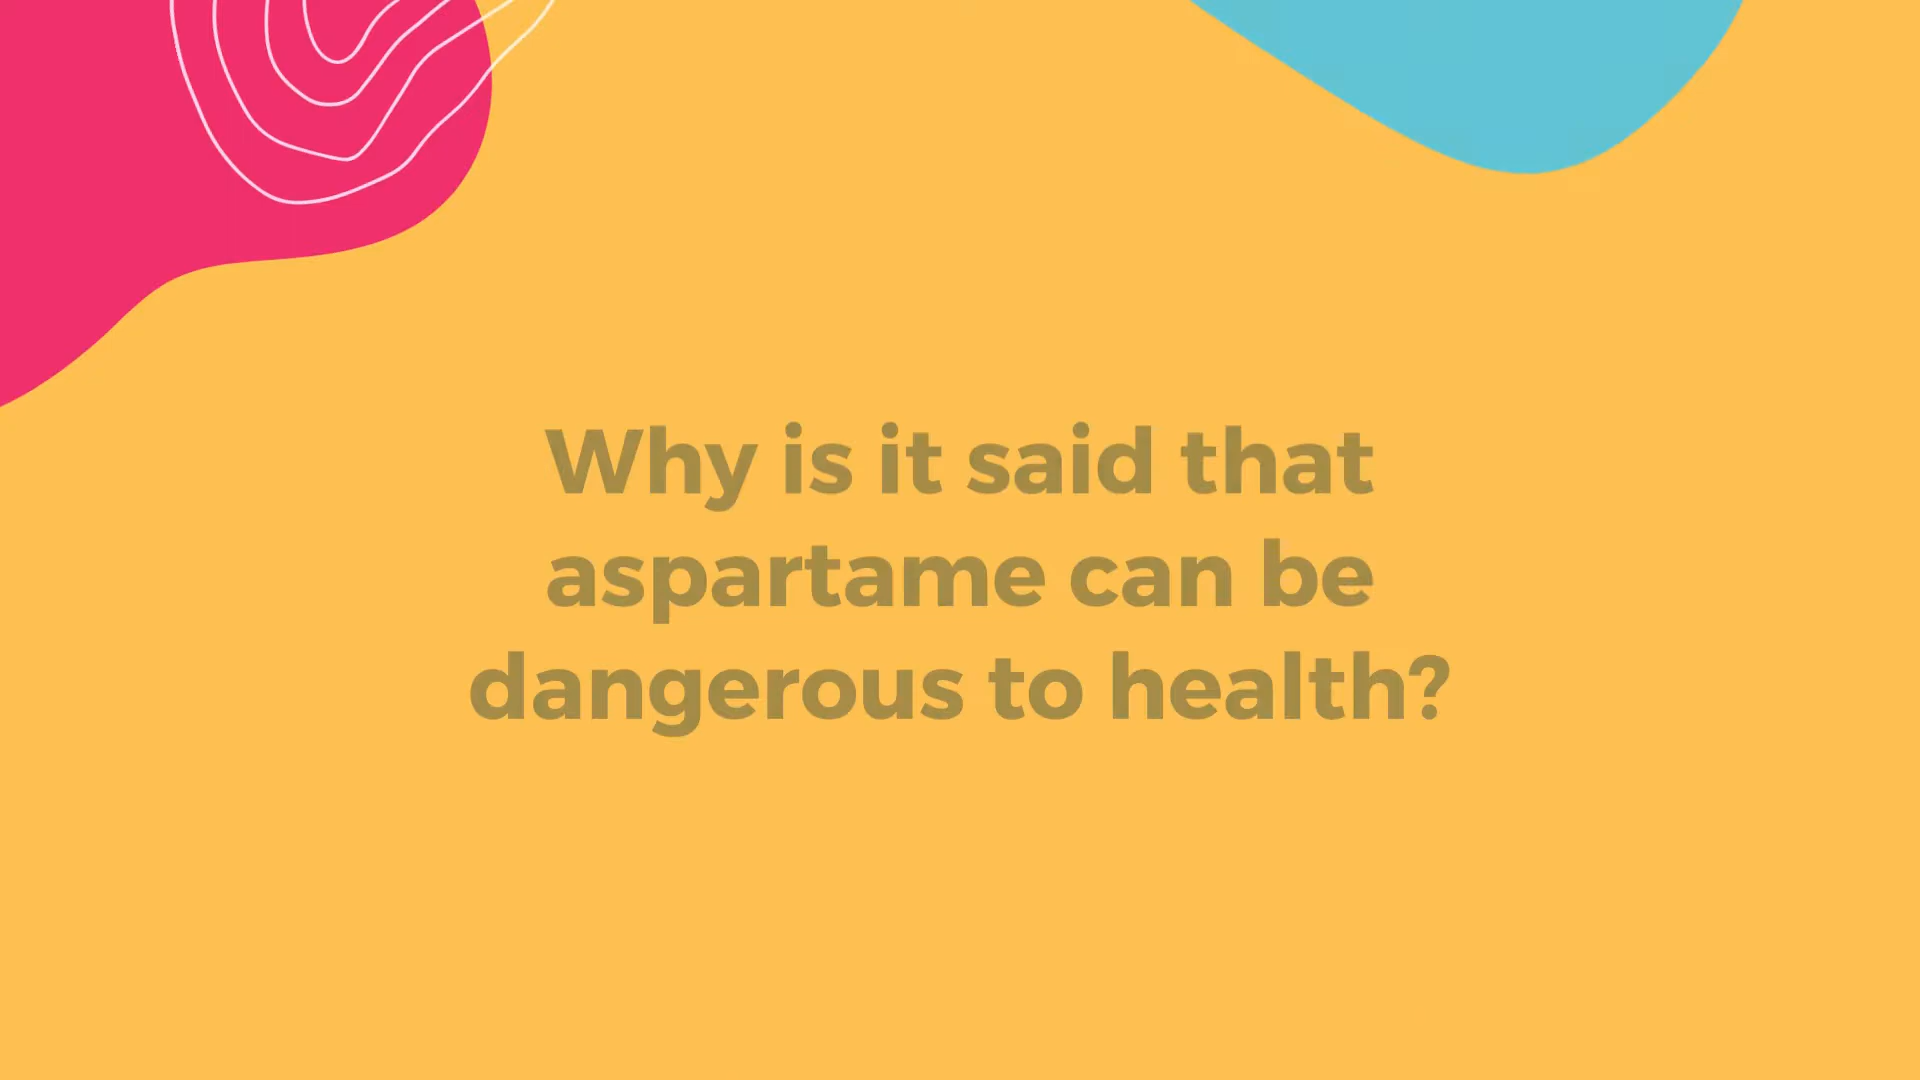 Why is it said that
aspartame can be
dangerous to health?